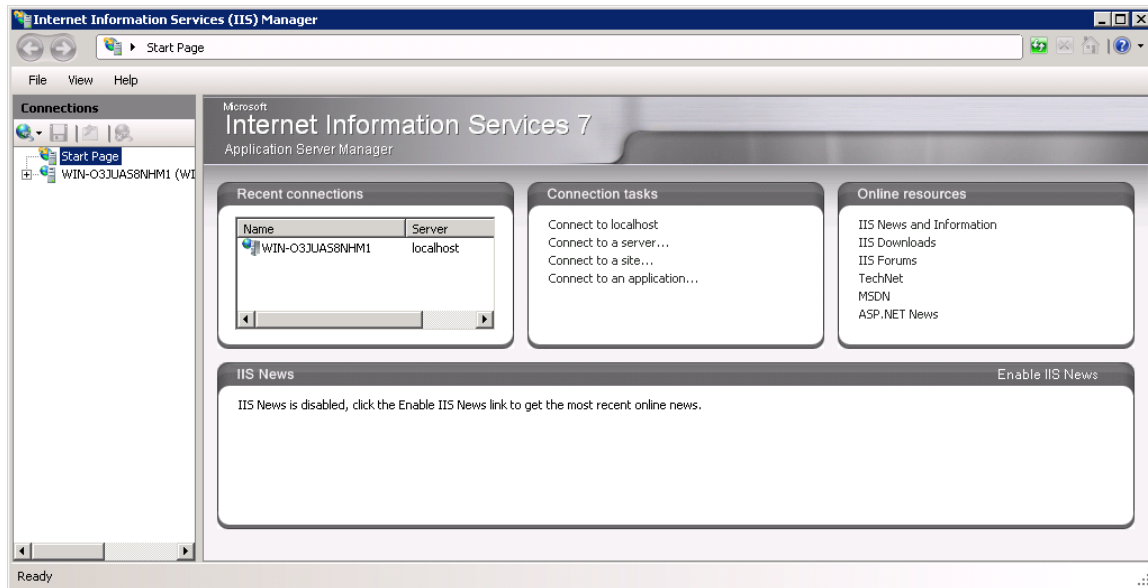 Internet Information Services (IIS) Manager
Start Page
File View Help
Connections
Start Page
WIN-O3JUAS8NHM1 (WI
Microsoft
Internet Information Services 7
Application Server Manager
Recent connections
Name Server
WIN-O3JUAS8NHM1 localhost
Connection tasks
Connect to localhost
Connect to a server...
Connect to a site...
Connect to an application...
Online resources
IIS News and Information
IIS Downloads
IIS Forums
TechNet
MSDN
ASP.NET News
IIS News Enable IIS News
IIS News is disabled, click the Enable IIS News link to get the most recent online news.
Ready